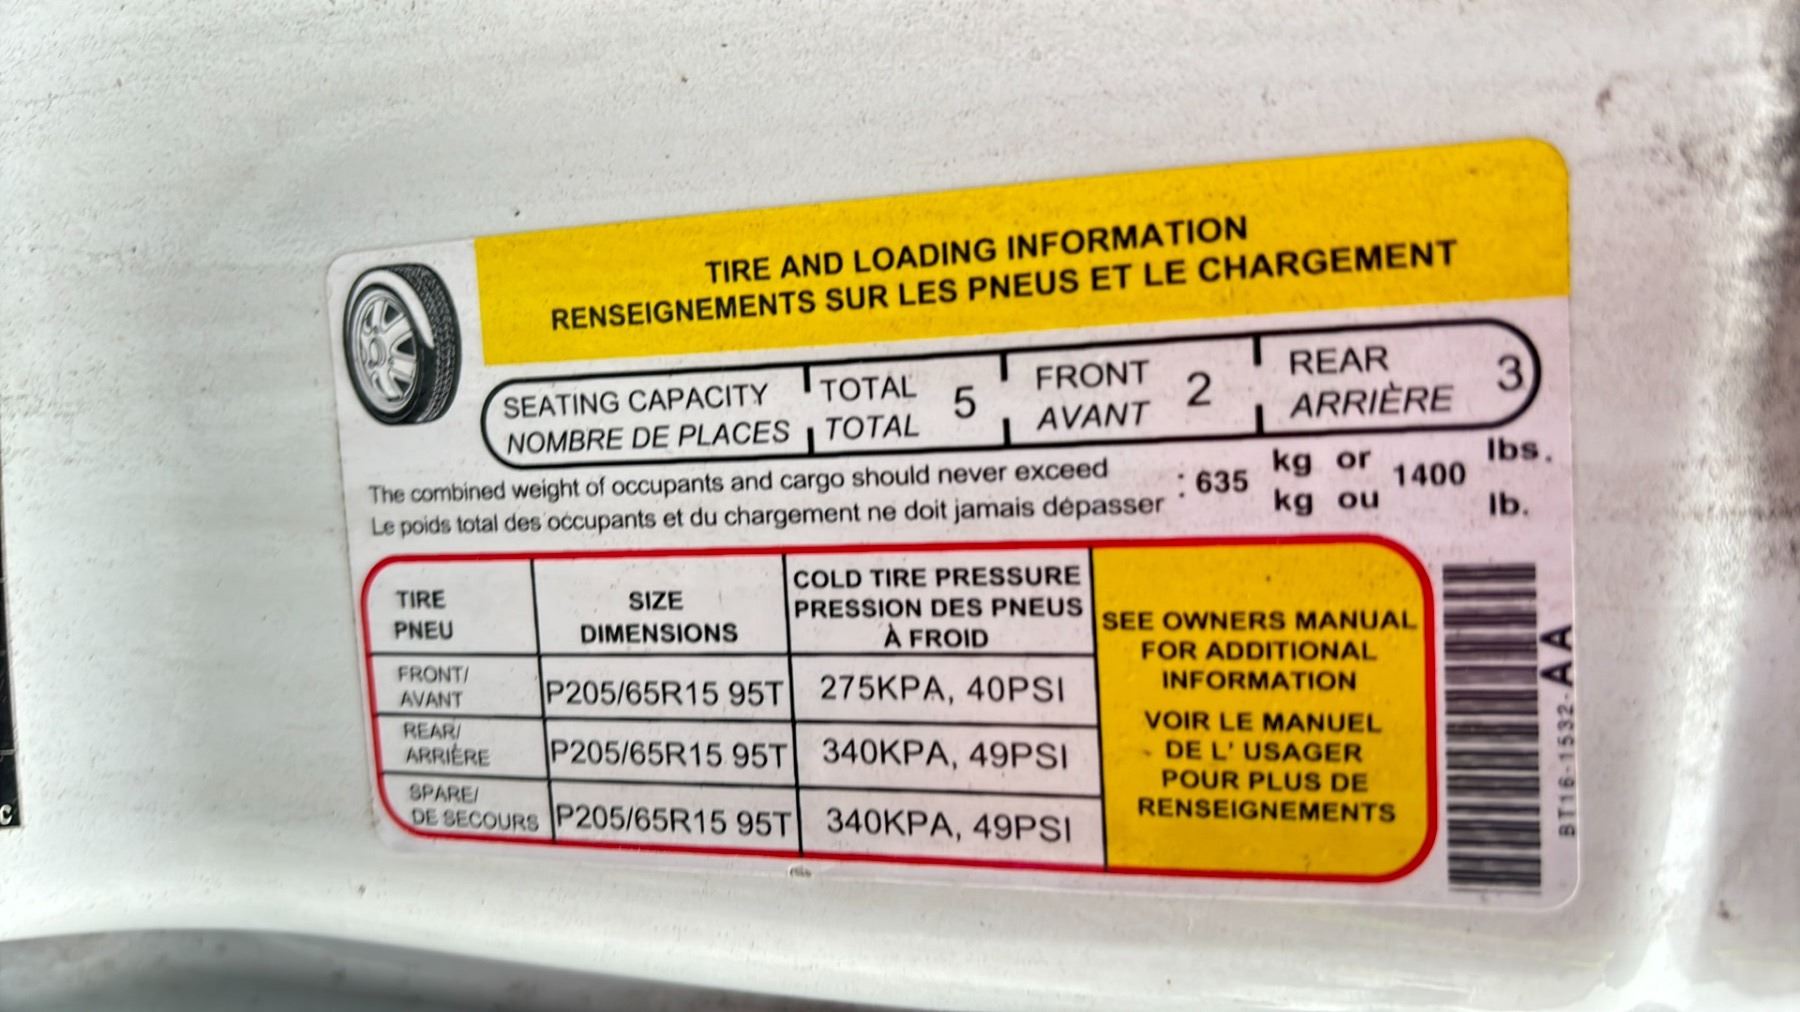 TIRE AND LOADING INFORMATION
RENSEIGNEMENTS SUR LES PNEUS ET LE CHARGEMENT
SEATING CAPACITY TOTAL 5 FRONT 2 REAR 3
NOMBRE DE PLACES TOTAL AVANT ARRIÈRE
The combined weight of occupants and cargo should never exceed : 635 kg or 1400 lbs.
Le poids total des occupants et du chargement ne doit jamais dépasser kg ou lb.
TIRE
PNEU
SIZE
DIMENSIONS
COLD TIRE PRESSURE
PRESSION DES PNEUS
À FROID
FRONT/
AVANT
P205/65R15 95T
275KPA, 40PSI
REAR/
ARRIÈRE
P205/65R15 95T
340KPA, 49PSI
SPARE/
DE SECOURS
P205/65R15 95T
340KPA, 49PSI
SEE OWNERS MANUAL
FOR ADDITIONAL
INFORMATION
VOIR LE MANUEL
DE L' USAGER
POUR PLUS DE
RENSEIGNEMENTS
BT16-1532-AA
C